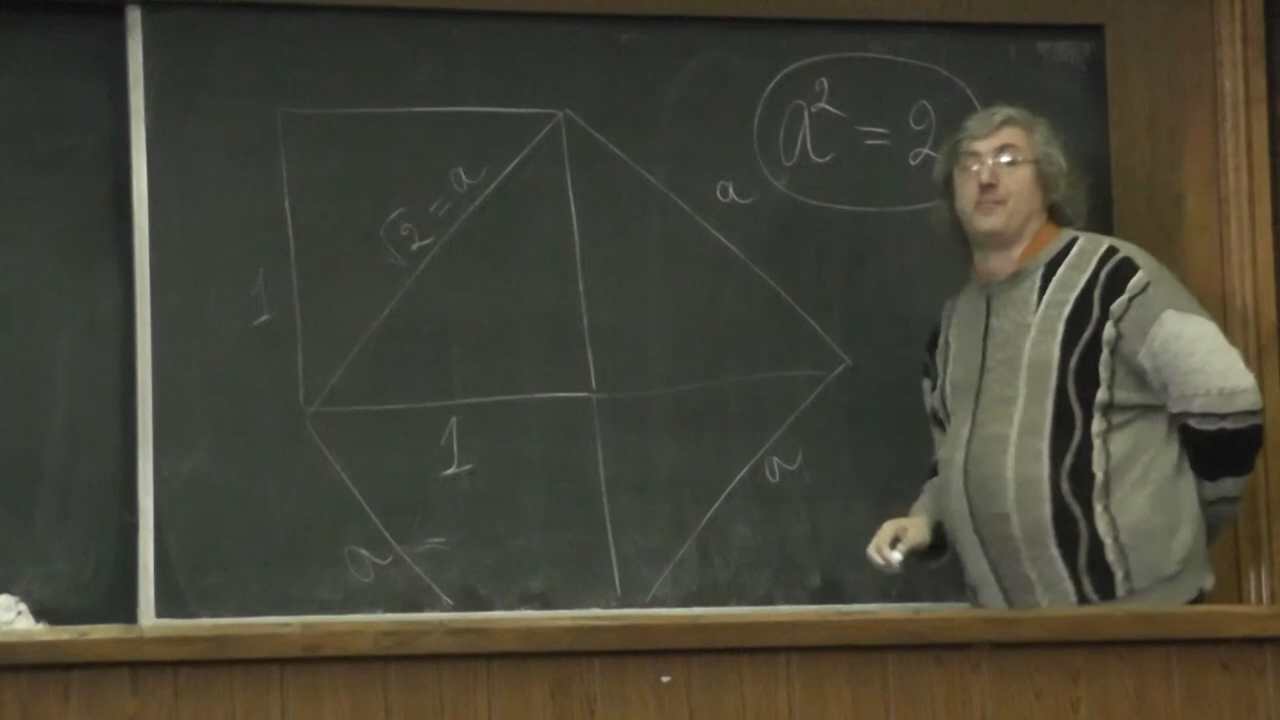 a² = 2
√2 = a
a
1
1
a
a =